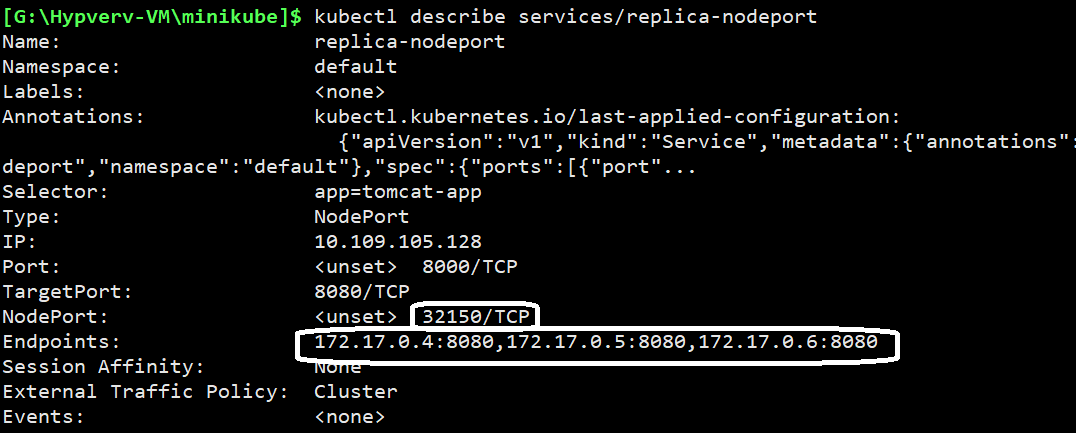 [G:\Hypverv-VM\minikube]$ kubectl describe services/replica-nodeport
Name: replica-nodeport
Namespace: default
Labels: <none>
Annotations: kubectl.kubernetes.io/last-applied-configuration:
{"apiVersion":"v1","kind":"Service","metadata":{"annotations":
deport","namespace":"default"},"spec":{"ports":[{"port"...
Selector: app=tomcat-app
Type: NodePort
IP: 10.109.105.128
Port: <unset> 8000/TCP
TargetPort: 8080/TCP
NodePort: <unset> 32150/TCP
Endpoints: 172.17.0.4:8080,172.17.0.5:8080,172.17.0.6:8080
Session Affinity: None
External Traffic Policy: Cluster
Events: <none>